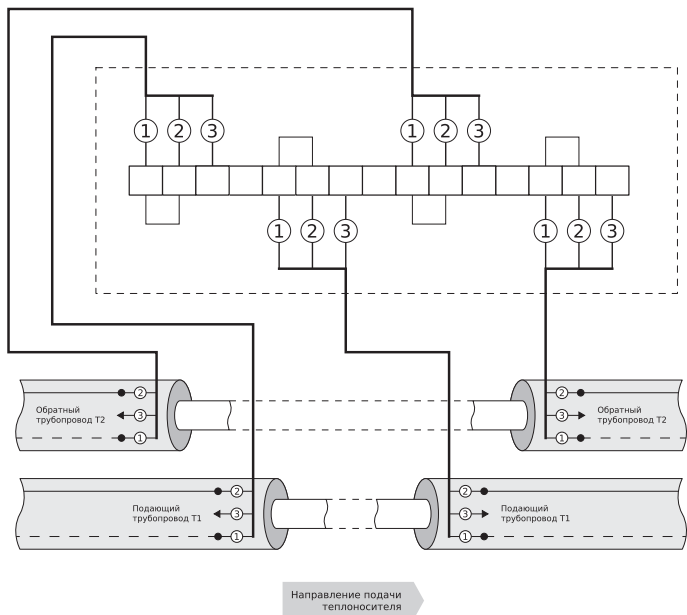 1 2 3 1 2 3
1 2 3 1 2 3
2 2
Обратный
трубопровод Т2
3 3
Обратный
трубопровод Т2
1 1
2 2
Подающий
трубопровод Т1
3 3
Подающий
трубопровод Т1
1 1
Направление подачи
теплоносителя